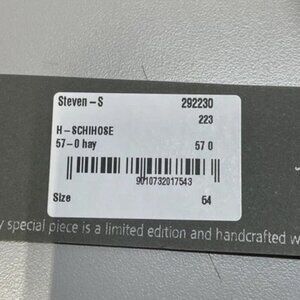 Steven-S 292230
223
H-SCHIHOSE
57-0 hay 57 0
9010732017543
Size 54
y special piece is a limited edition and handcrafted w